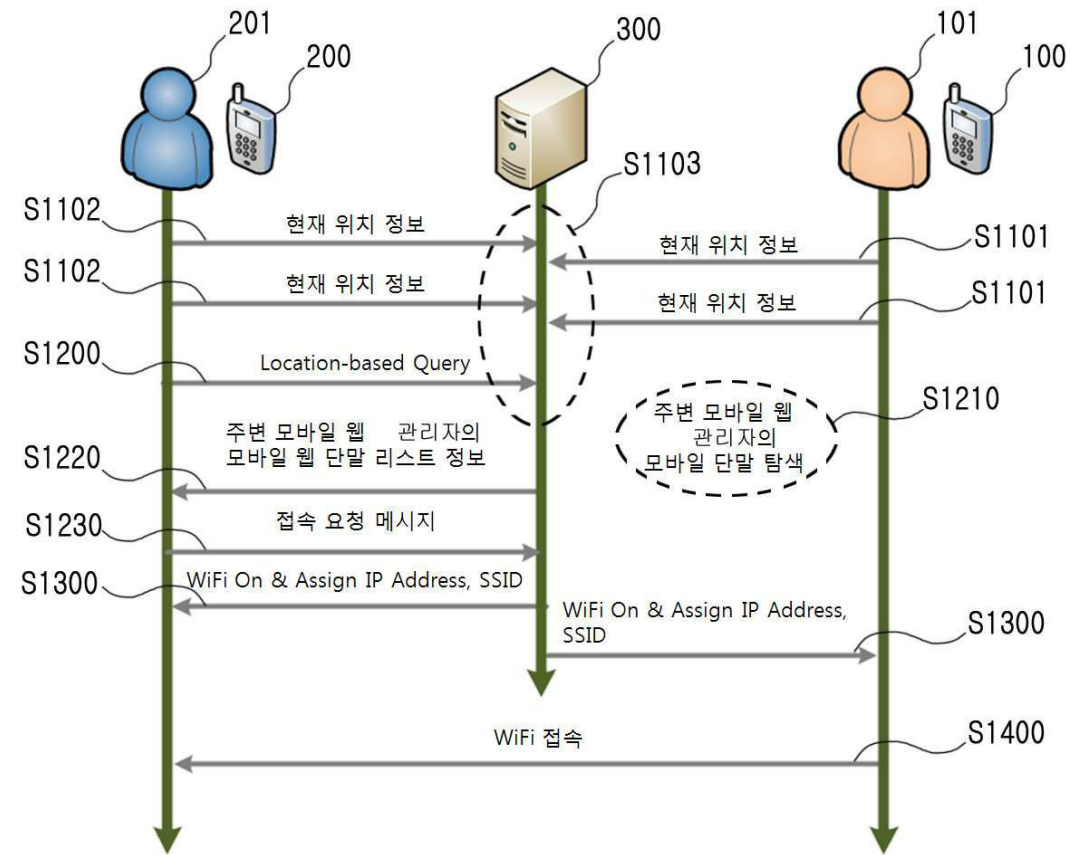 201
200
300
101
100
S1103
S1102
현재 위치 정보
현재 위치 정보
S1101
S1102
현재 위치 정보
현재 위치 정보
S1101
S1200
Location-based Query
S1210
주변 모바일 웹
관리자의
모바일 단말 탐색
주변 모바일 웹 관리자의
모바일 웹 단말 리스트 정보
S1220
접속 요청 메시지
S1230
WiFi On & Assign IP Address, SSID
S1300
WiFi On & Assign IP Address,
SSID
S1300
WiFi 접속
S1400